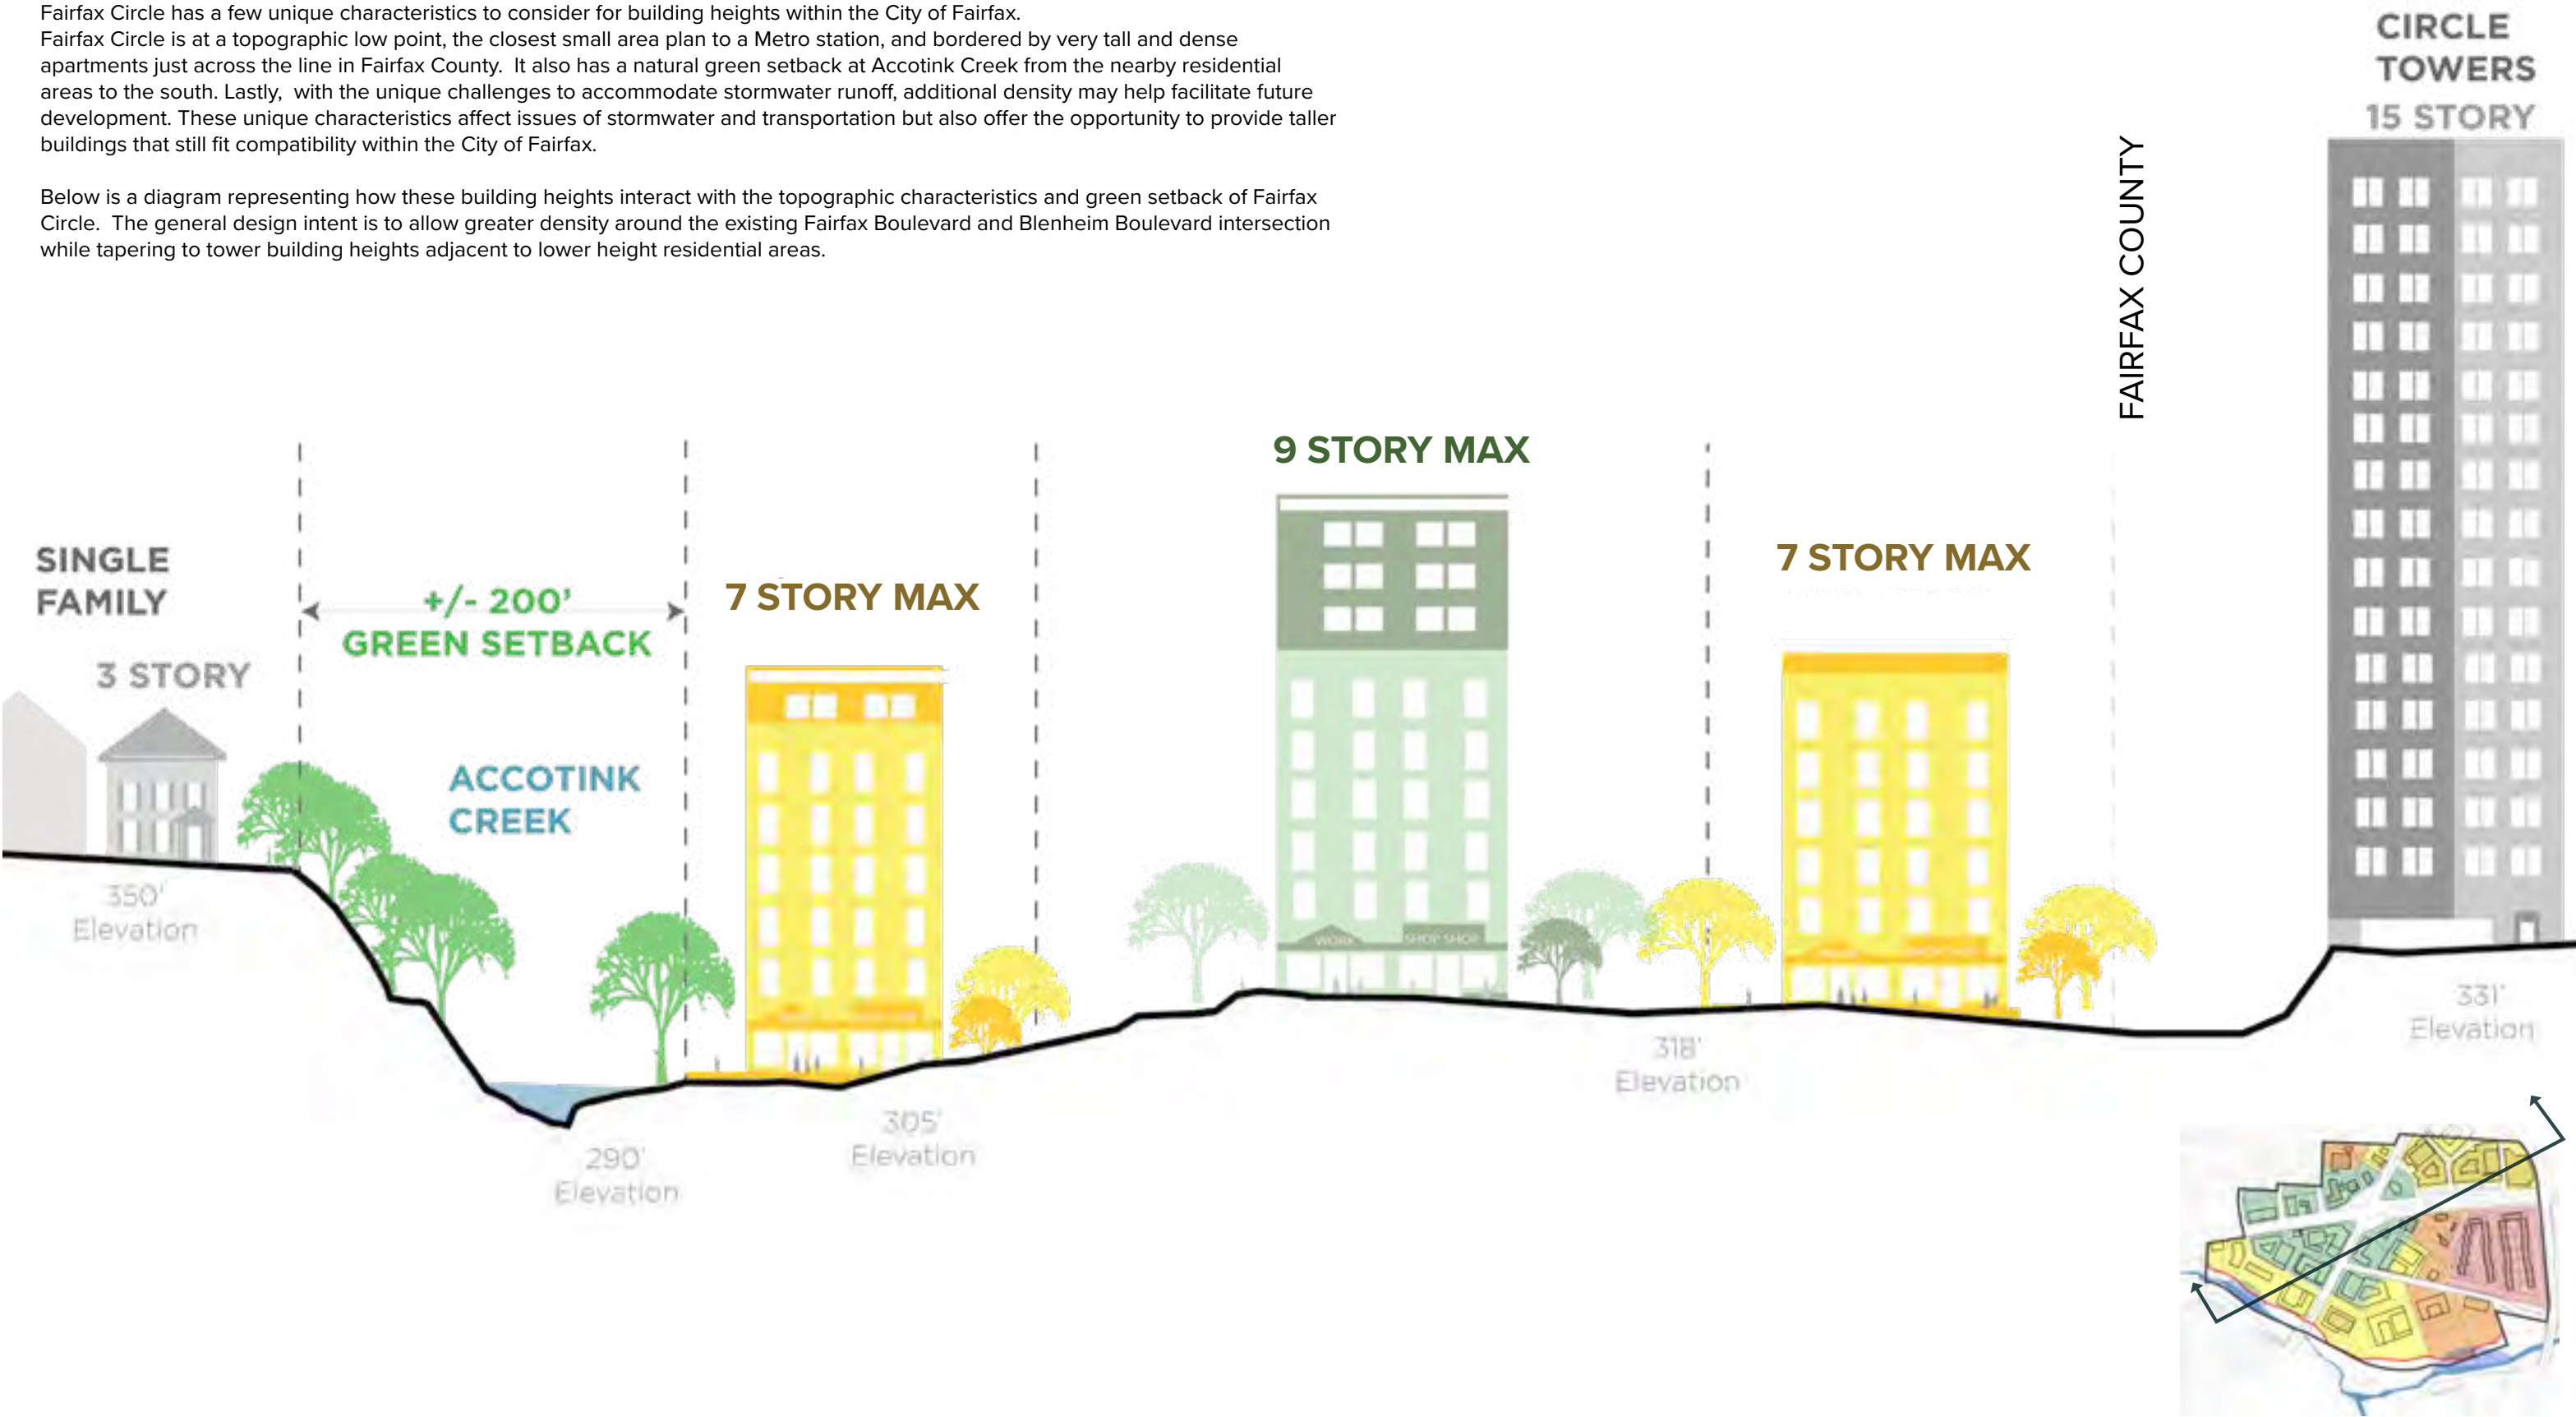 Fairfax Circle has a few unique characteristics to consider for building heights within the City of Fairfax.
Fairfax Circle is at a topographic low point, the closest small area plan to a Metro station, and bordered by very tall and dense
apartments just across the line in Fairfax County.  It also has a natural green setback at Accotink Creek from the nearby residential
areas to the south. Lastly,  with the unique challenges to accommodate stormwater runoff, additional density may help facilitate future
development. These unique characteristics affect issues of stormwater and transportation but also offer the opportunity to provide taller
buildings that still fit compatibility within the City of Fairfax.
Below is a diagram representing how these building heights interact with the topographic characteristics and green setback of Fairfax
Circle.  The general design intent is to allow greater density around the existing Fairfax Boulevard and Blenheim Boulevard intersection
while tapering to tower building heights adjacent to lower height residential areas.
CIRCLE
TOWERS
15 STORY
FAIRFAX COUNTY
9 STORY MAX
7 STORY MAX
SINGLE
FAMILY
+/- 200'
GREEN SETBACK
7 STORY MAX
3 STORY
ACCOTINK
CREEK
350'
Elevation
WORK
SHOP SHOP
331'
Elevation
318'
Elevation
305'
Elevation
290'
Elevation